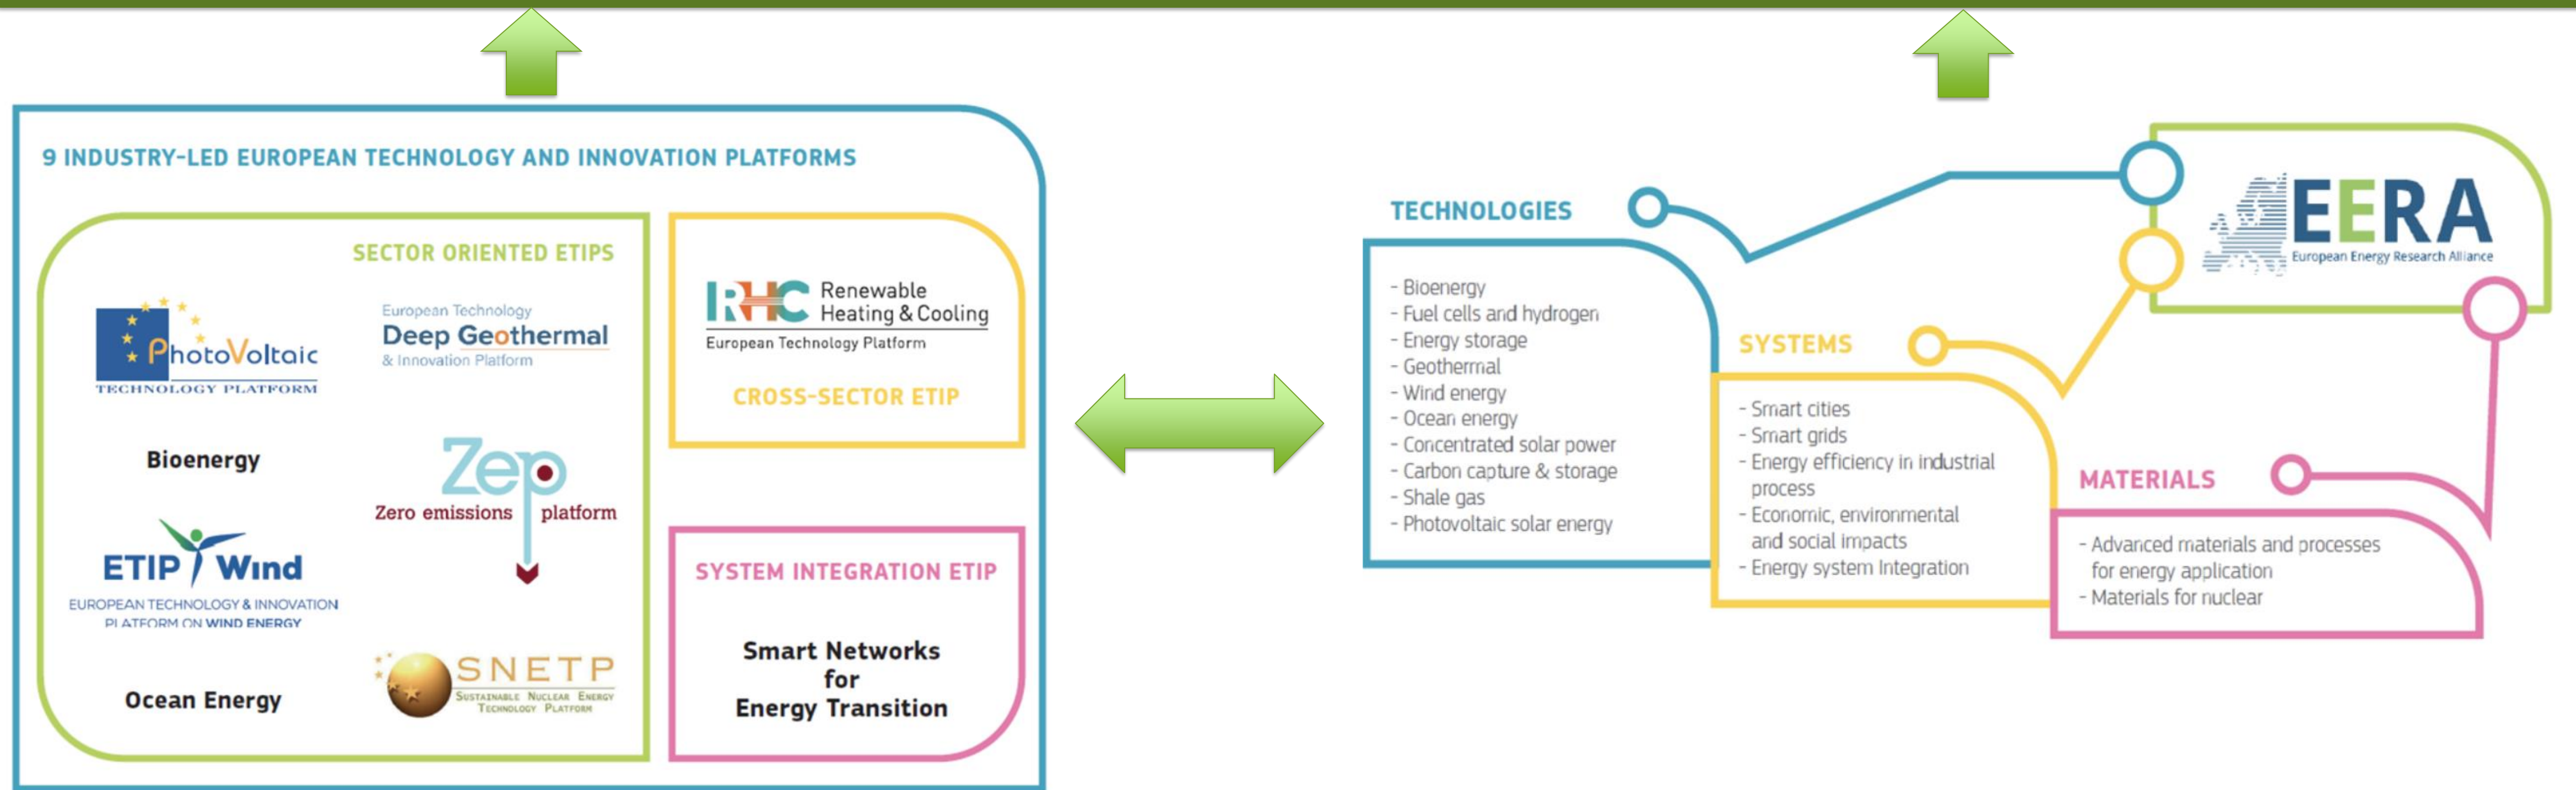 9 INDUSTRY-LED EUROPEAN TECHNOLOGY AND INNOVATION PLATFORMS
SECTOR ORIENTED ETIPS
PhotoVoltaic
TECHNOLOGY PLATFORM
European Technology
Deep Geothermal
& Innovation Platform
Bioenergy
Zep
Zero emissions platform
ETIP Wind
EUROPEAN TECHNOLOGY & INNOVATION
PLATFORM ON WIND ENERGY
Ocean Energy
SNETP
SUSTAINABLE NUCLEAR ENERGY
TECHNOLOGY PLATFORM
RHC Renewable
Heating & Cooling
European Technology Platform
CROSS-SECTOR ETIP
SYSTEM INTEGRATION ETIP
Smart Networks
for
Energy Transition
EERA
European Energy Research Alliance
TECHNOLOGIES
- Bioenergy
- Fuel cells and hydrogen
- Energy storage
- Geothermal
- Wind energy
- Ocean energy
- Concentrated solar power
- Carbon capture & storage
- Shale gas
- Photovoltaic solar energy
SYSTEMS
- Smart cities
- Smart grids
- Energy efficiency in industrial
process
- Economic, environmental
and social impacts
- Energy system Integration
MATERIALS
- Advanced materials and processes
for energy application
- Materials for nuclear